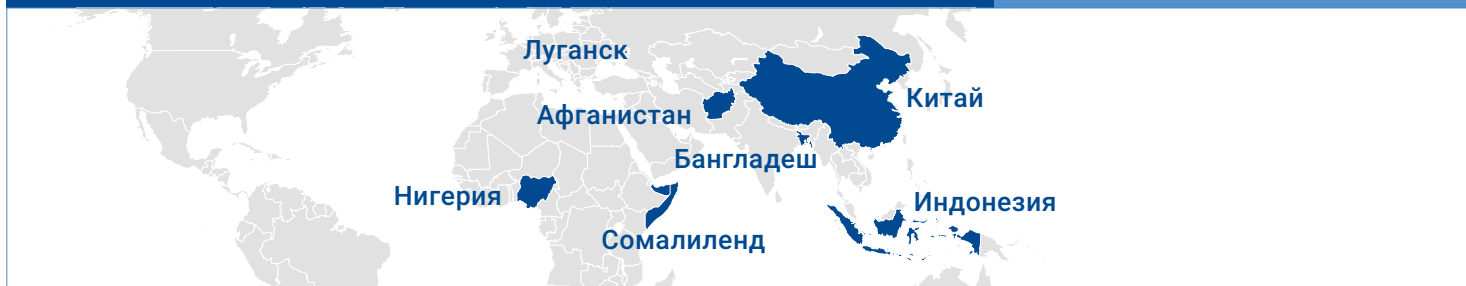 Луганск
Китай
Афганистан
Бангладеш
Нигерия
Индонезия
Сомалиленд